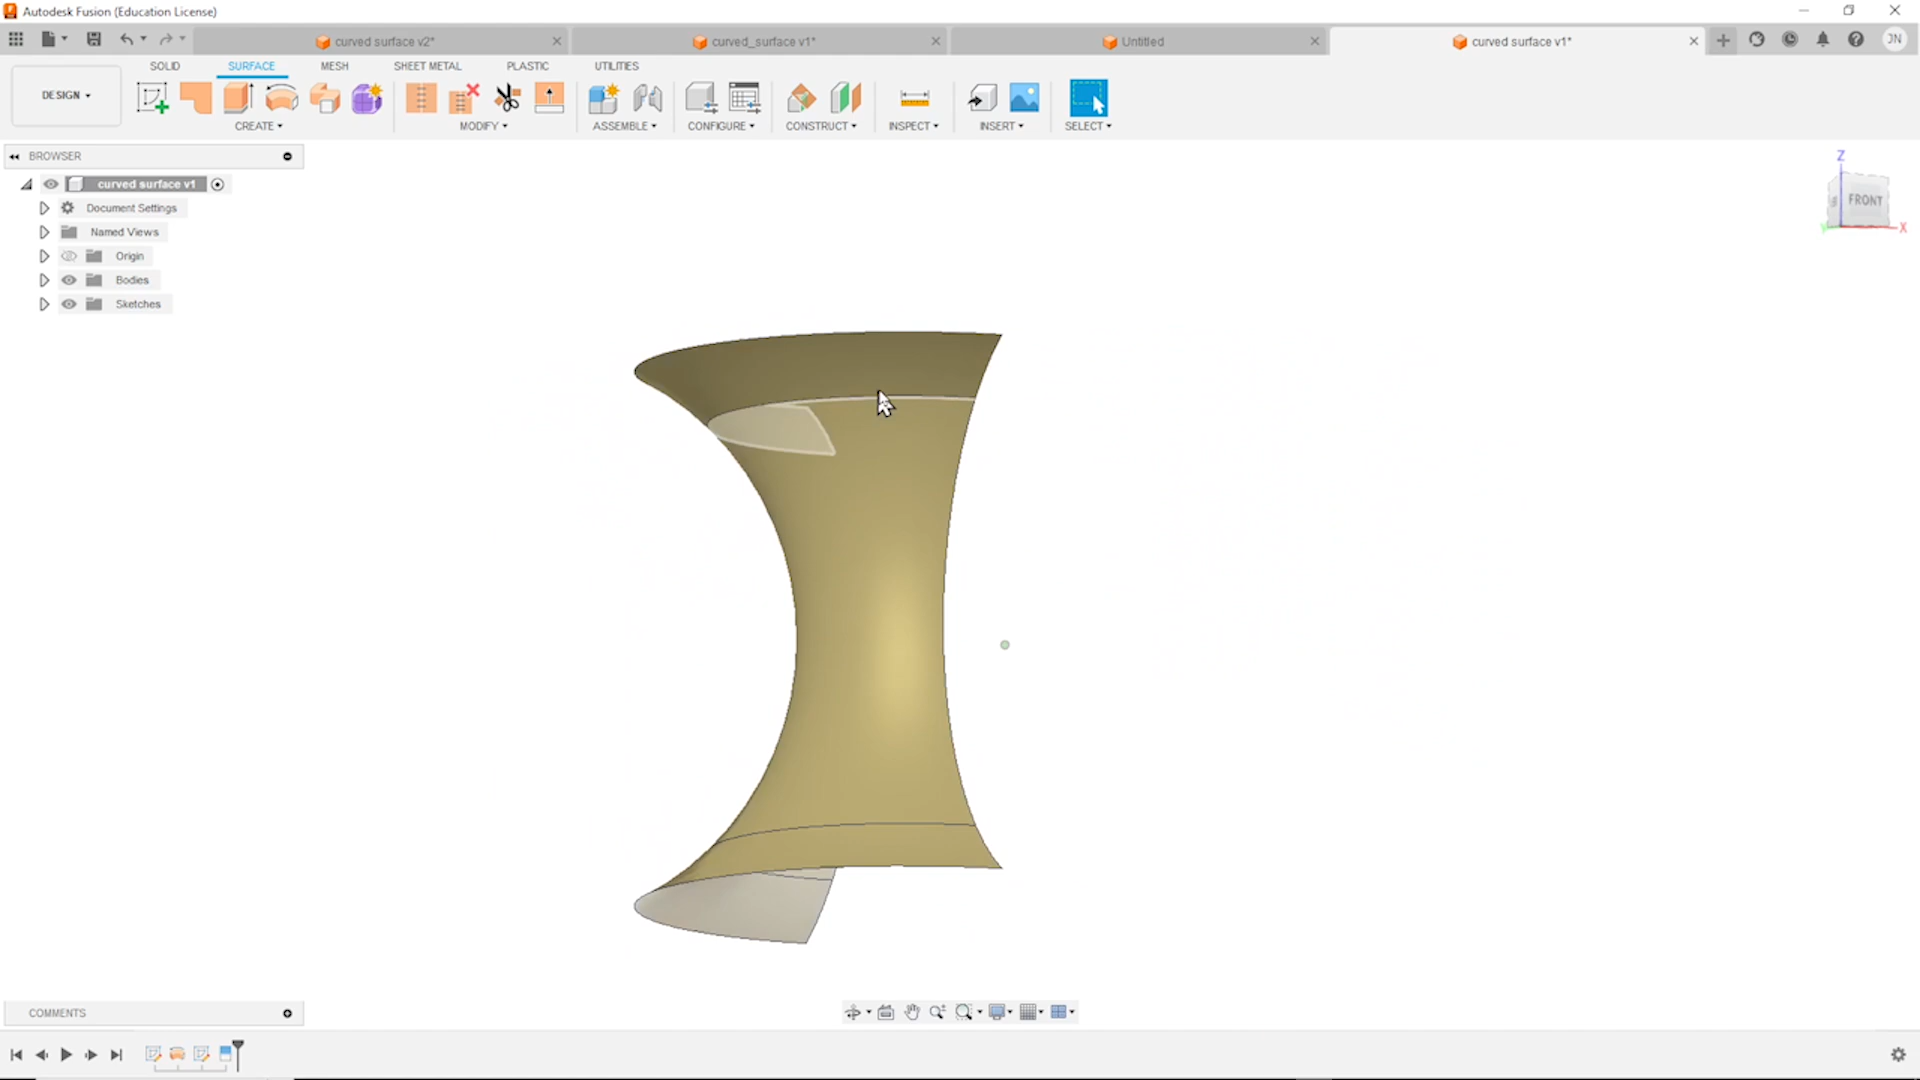 Autodesk Fusion (Education License)
curved surface v2*
curved_surface v1*
Untitled
curved surface v1*
JN
DESIGN
SOLID
SURFACE
MESH
SHEET METAL
PLASTIC
UTILITIES
CREATE
MODIFY
ASSEMBLE
CONFIGURE
CONSTRUCT
INSPECT
INSERT
SELECT
BROWSER
curved surface v1
Document Settings
Named Views
Origin
Bodies
Sketches
Z
FRONT
X
Y
COMMENTS